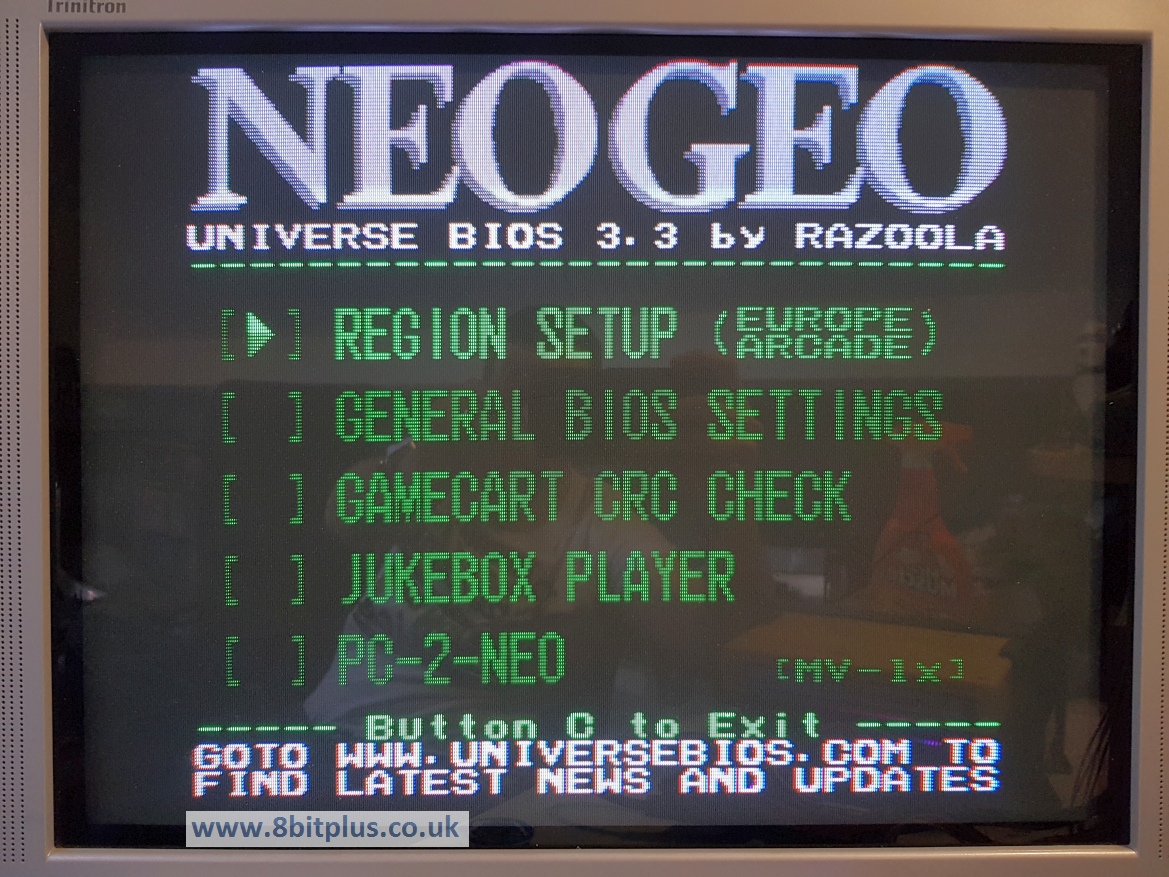 Trinitron
NEOGEO
UNIVERSE BIOS 3.3 by RAZOOLA
[▶] REGION SETUP (EUROPE ARCADE)
[ ] GENERAL BIOS SETTINGS
[ ] GAMECART CRC CHECK
[ ] JUKEBOX PLAYER
[ ] PC-2-NEO
[MV-1x]
----- Button C to Exit -----
GOTO WWW.UNIVERSEBIOS.COM TO
FIND LATEST NEWS AND UPDATES
www.8bitplus.co.uk